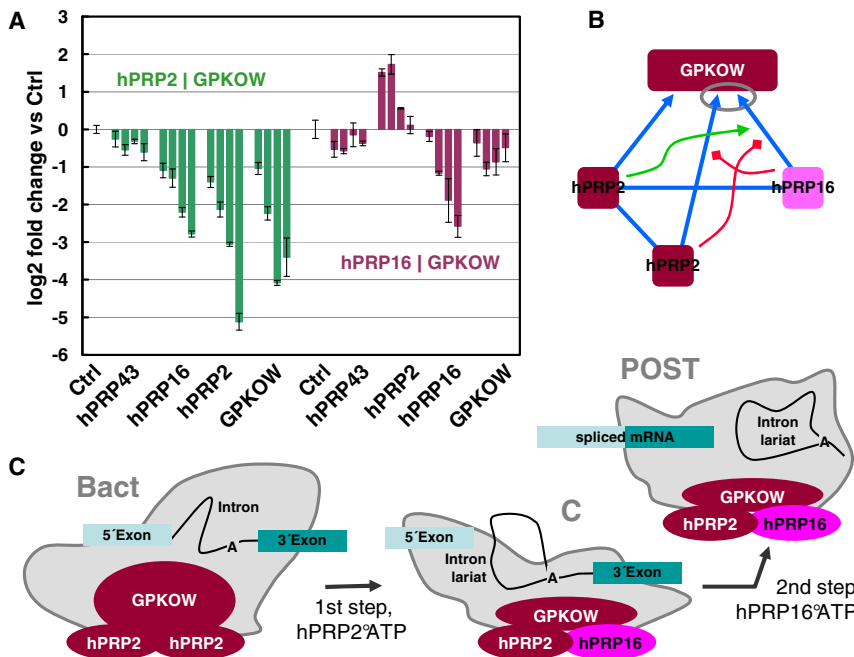 A
log2 fold change vs Ctrl
3
2
1
0
-1
-2
-3
-4
-5
-6
hPRP2 | GPKOW
hPRP16 | GPKOW
Ctrl
hPRP43
hPRP16
hPRP2
GPKOW
Ctrl
hPRP43
hPRP2
hPRP16
GPKOW
B
GPKOW
hPRP2
hPRP16
hPRP2
C
Bact
5´Exon
Intron
A
3´Exon
GPKOW
hPRP2
hPRP2
1st step,
hPRP2°ATP
C
5´Exon
Intron
lariat
A
3´Exon
GPKOW
hPRP2
hPRP16
2nd step
hPRP16°ATP
POST
spliced mRNA
Intron
lariat
A
GPKOW
hPRP2
hPRP16